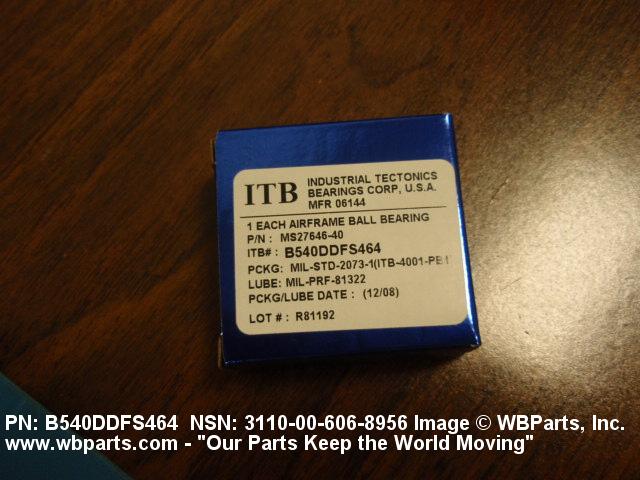 ITB
INDUSTRIAL TECTONICS
BEARINGS CORP, U.S.A.
MFR 06144
1 EACH AIRFRAME BALL BEARING
P/N : MS27646-40
ITB# : B540DDFS464
PCKG: MIL-STD-2073-1(ITB-4001-PB1
LUBE: MIL-PRF-81322
PCKG/LUBE DATE : (12/08)
LOT # : R81192
PN: B540DDFS464 NSN: 3110-00-606-8956 Image © WBParts, Inc.
www.wbparts.com - "Our Parts Keep the World Moving"